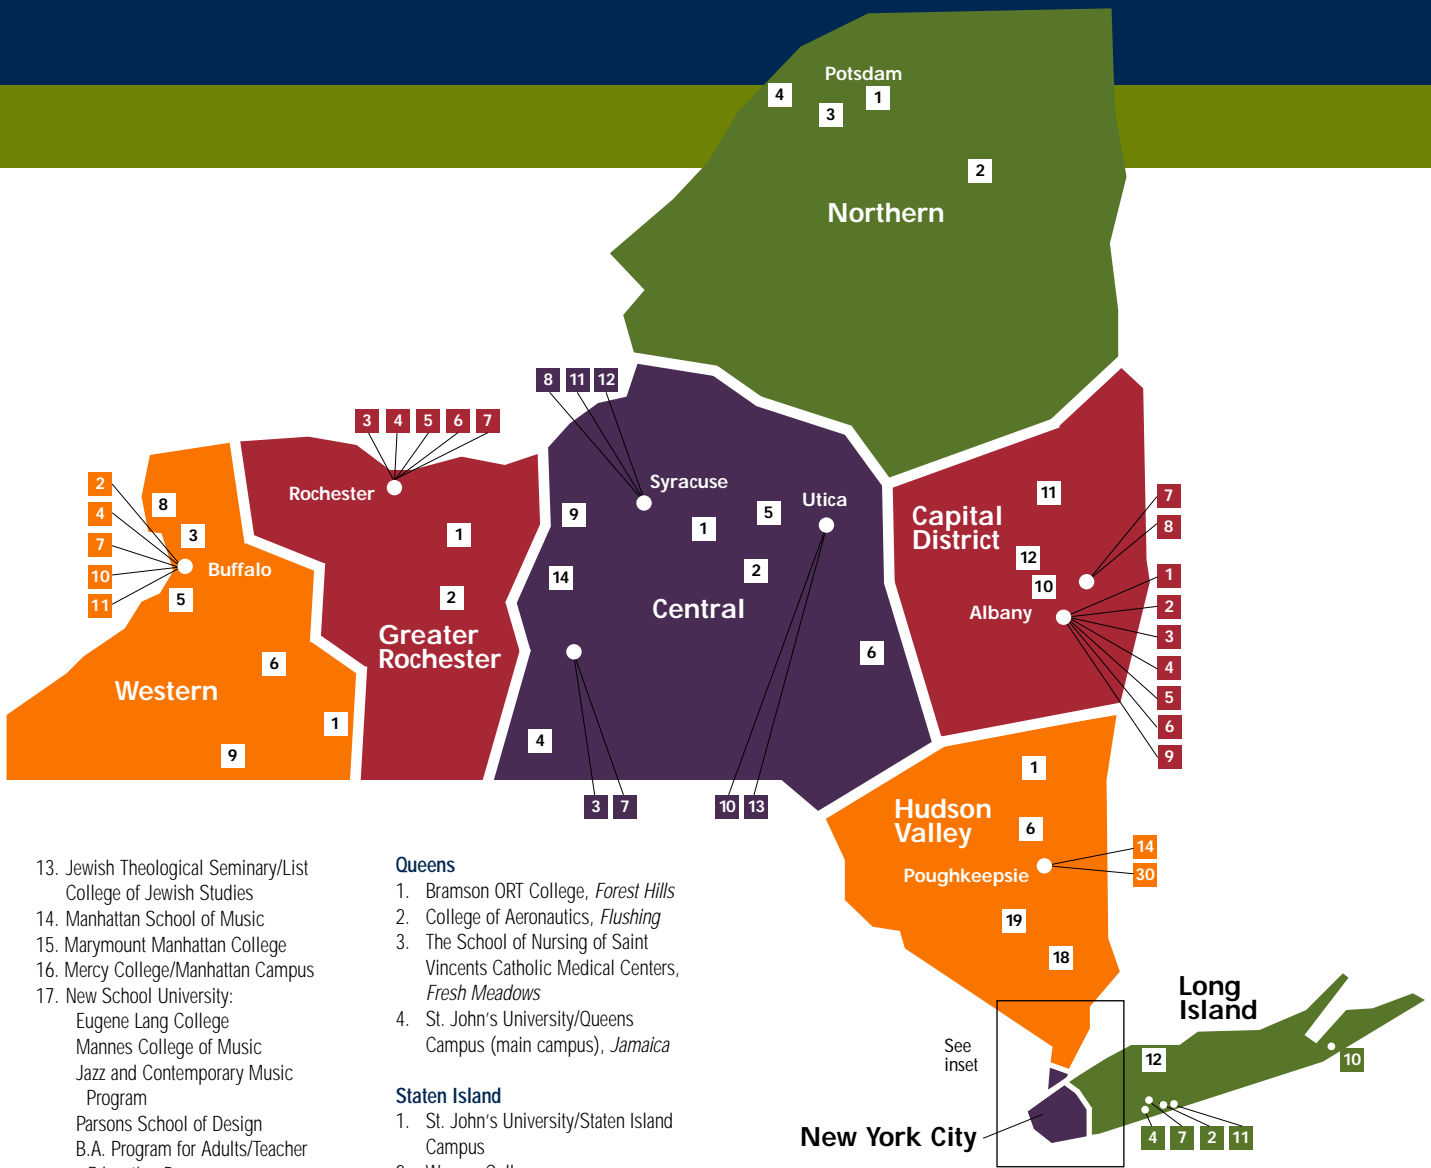 Potsdam
4
1
3
2
Northern
8 11 12
3 4 5 6 7
Syracuse
Rochester
Utica
2
4
7
10
11
8
3
Buffalo
5
6
Western
1
9
1
2
Greater
Rochester
9
1
5
14
2
Central
6
4
3 7
10 13
Capital
District
11
12
10
Albany
7
8
1
2
3
4
5
6
9
1
Hudson
Valley
6
Poughkeepsie
14
30
19
18
Long
Island
See
inset
12
10
4 7 2 11
New York City
13. Jewish Theological Seminary/List
College of Jewish Studies
14. Manhattan School of Music
15. Marymount Manhattan College
16. Mercy College/Manhattan Campus
17. New School University:
Eugene Lang College
Mannes College of Music
Jazz and Contemporary Music
Program
Parsons School of Design
B.A. Program for Adults/Teacher
Queens
1. Bramson ORT College, Forest Hills
2. College of Aeronautics, Flushing
3. The School of Nursing of Saint
Vincents Catholic Medical Centers,
Fresh Meadows
4. St. John's University/Queens
Campus (main campus), Jamaica
Staten Island
1. St. John's University/Staten Island
Campus